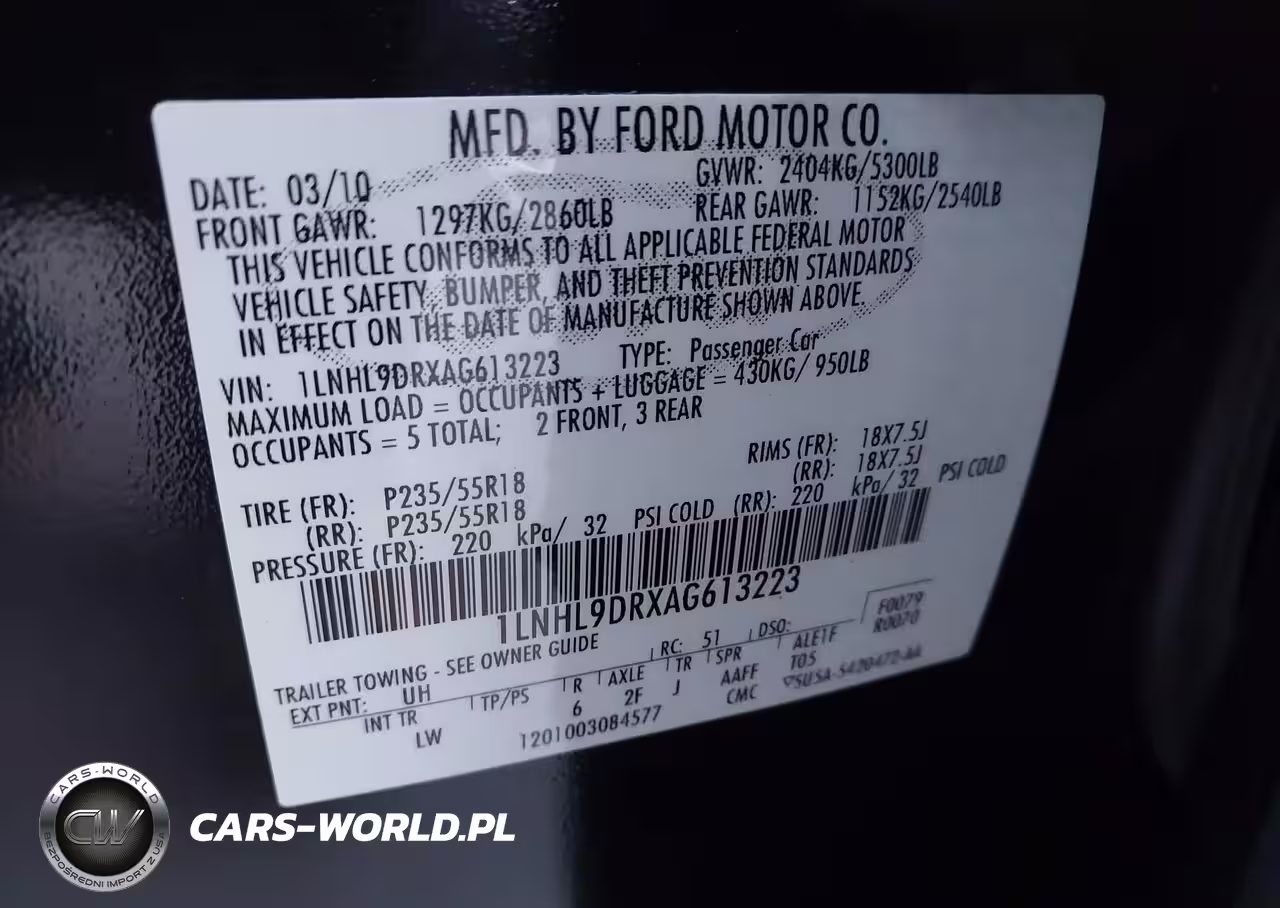 MFD. BY FORD MOTOR CO.
DATE: 03/10 GVWR: 2404KG/5300LB
FRONT GAWR: 1297KG/2860LB REAR GAWR: 1152KG/2540LB
THIS VEHICLE CONFORMS TO ALL APPLICABLE FEDERAL MOTOR
VEHICLE SAFETY, BUMPER, AND THEFT PREVENTION STANDARDS
IN EFFECT ON THE DATE OF MANUFACTURE SHOWN ABOVE.
VIN: 1LNHL9DRXAG613223 TYPE: Passenger Car
MAXIMUM LOAD = OCCUPANTS + LUGGAGE = 430KG/ 950LB
OCCUPANTS = 5 TOTAL; 2 FRONT, 3 REAR
TIRE (FR): P235/55R18 RIMS (FR): 18X7.5J
(RR): P235/55R18 (RR): 18X7.5J
PRESSURE (FR): 220 kPa/ 32 PSI COLD (RR): 220 kPa/ 32 PSI COLD
1LNHL9DRXAG613223
TRAILER TOWING - SEE OWNER GUIDE
F0079
EXT PNT: UH RC: 51 DSO: R0070
INT TR TP/PS R AXLE TR SPR ALE1F
LW 6 2F J AAFF T05
1201003084577 CMC
CARS-WORLD
CW
BEZPOŚREDNI IMPORT Z USA
CARS-WORLD.PL